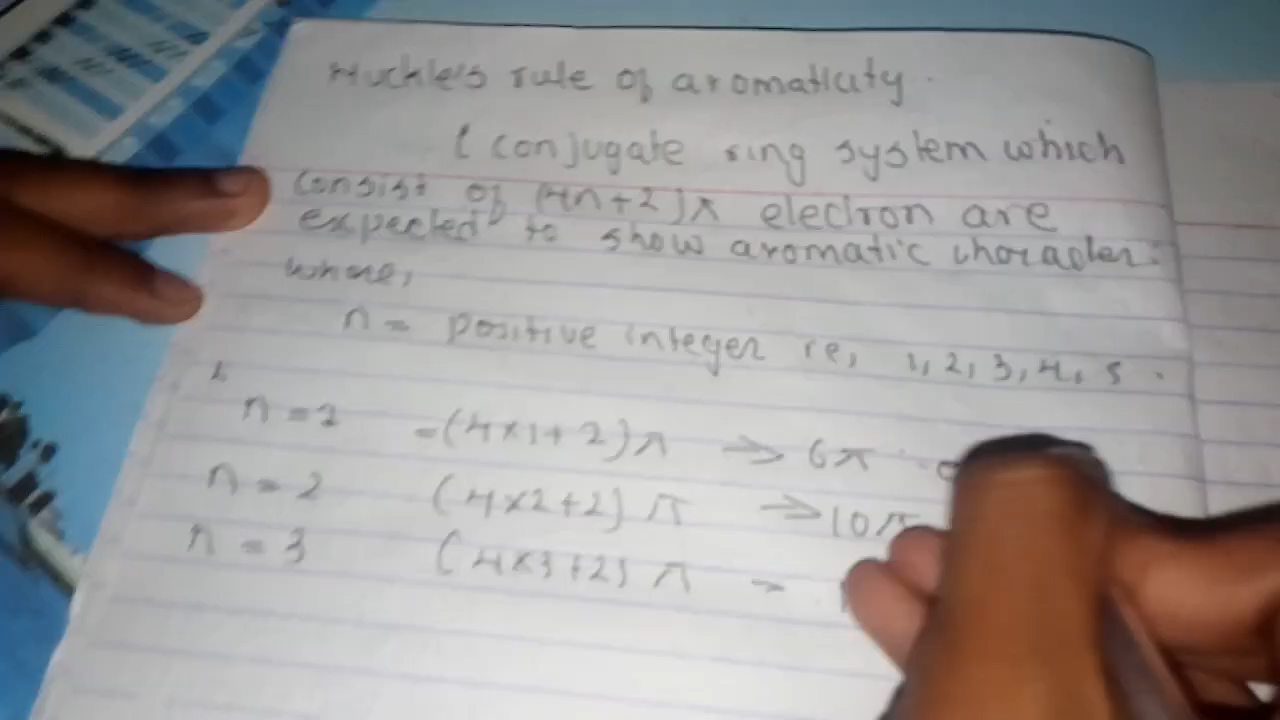 Huckle's rule of aromaticity.
( conjugate ring system which
consist of (4n+2)π electron are
expected to show aromatic character.
where,
n = positive integer ie, 1, 2, 3, 4, 5.
n = 1 = (4×1+2)π → 6π
n = 2 (4×2+2)π → 10π
n = 3 (4×3+2)π →